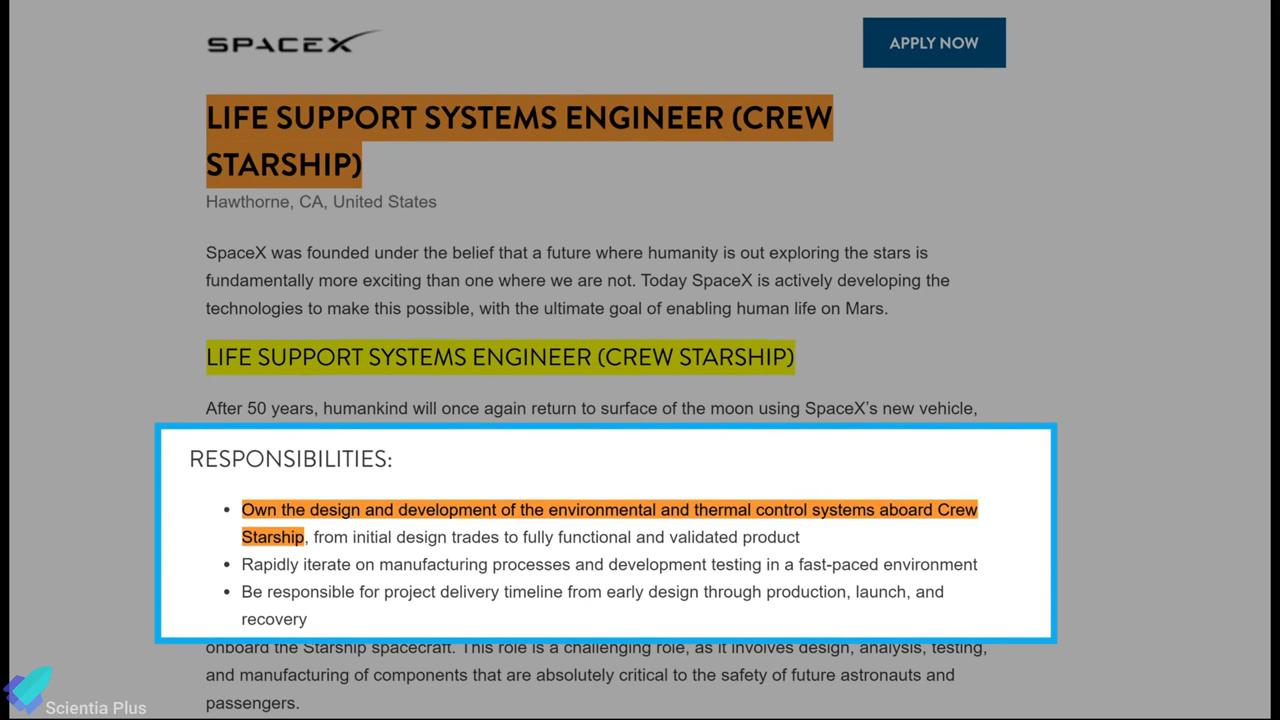 SPACEX
APPLY NOW
LIFE SUPPORT SYSTEMS ENGINEER (CREW
STARSHIP)
Hawthorne, CA, United States
SpaceX was founded under the belief that a future where humanity is out exploring the stars is
fundamentally more exciting than one where we are not. Today SpaceX is actively developing the
technologies to make this possible, with the ultimate goal of enabling human life on Mars.
LIFE SUPPORT SYSTEMS ENGINEER (CREW STARSHIP)
After 50 years, humankind will once again return to surface of the moon using SpaceX's new vehicle,
RESPONSIBILITIES:
• Own the design and development of the environmental and thermal control systems aboard Crew
Starship, from initial design trades to fully functional and validated product
• Rapidly iterate on manufacturing processes and development testing in a fast-paced environment
• Be responsible for project delivery timeline from early design through production, launch, and
recovery
onboard the Starship spacecraft. This role is a challenging role, as it involves design, analysis, testing,
and manufacturing of components that are absolutely critical to the safety of future astronauts and
passengers.
Scientia Plus